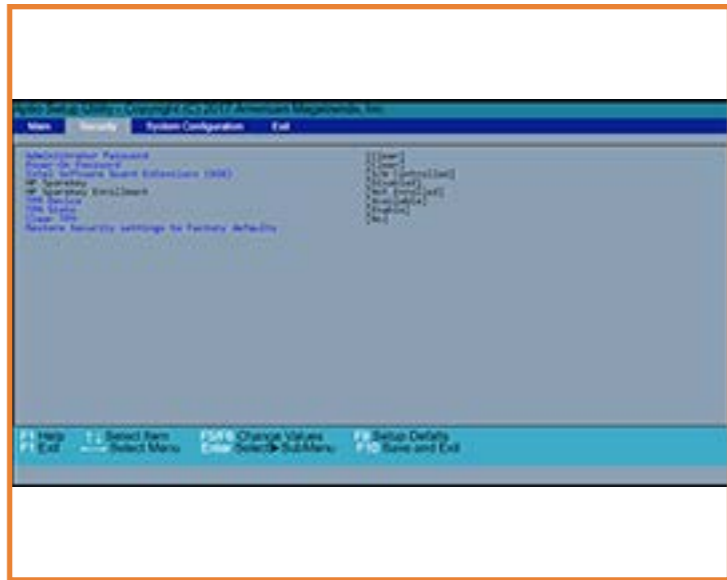 Aptio Setup Utility - Copyright (C) 2017 American Megatrends, Inc.
Main Security System Configuration Exit
Administrator Password [Clear]
Power-On Password [Clear]
Intel Software Guard Extensions (SGX) [S/W Controlled]
HP Sparekey [Disabled]
HP Sparekey Enrollment [Not Enrolled]
TPM Device [Available]
TPM State [Enable]
Clear TPM [No]
Restore Security settings to Factory defaults
F1 Help Select Item F5/F6 Change Values F9 Setup Defaults
Exit Select Menu Enter Select▶SubMenu F10 Save and Exit